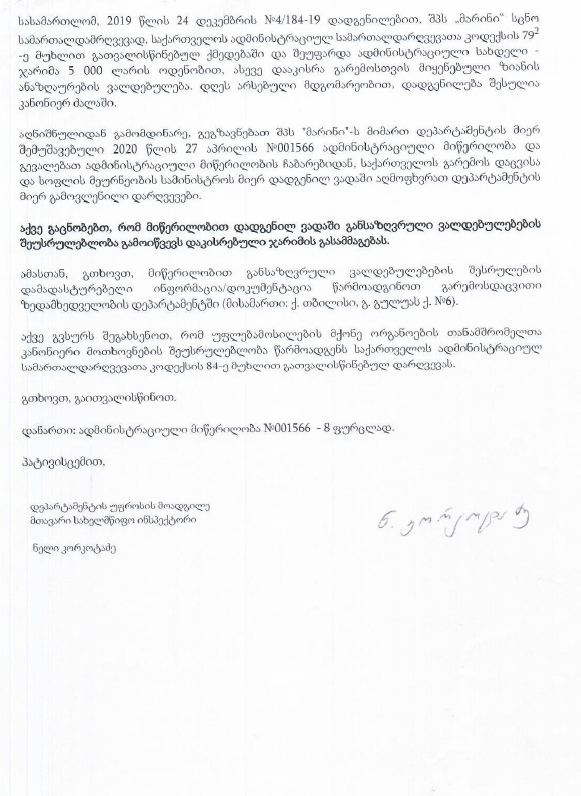 სასამართლომ, 2019 წლის 24 დეკემბრის №4/184-19 დადგენილებით, შპს „მარინი“ სცნო
სამართალდამრღვევად, საქართველოს ადმინისტრაციულ სამართალდარღვევათა კოდექსის 79²
-ე მუხლით გათვალისწინებულ ქმედებაში და შეუფარდა ადმინისტრაციული სახდელი -
ჯარიმა 5 000 ლარის ოდენობით, ასევე დააკისრა გარემოსთვის მიყენებული ზიანის
ანაზღაურების ვალდებულება. დღეს არსებული მდგომარეობით, დადგენილება შესულია
კანონიერ ძალაში.
აღნიშნულიდან გამომდინარე, გეგზავნებათ შპს "მარინი"-ს მიმართ დეპარტამენტის მიერ
შემუშავებული 2020 წლის 27 აპრილის №001566 ადმინისტრაციული მიწერილობა და
გევალებათ ადმინისტრაციული მიწერილობის ჩაბარებიდან, საქართველოს გარემოს დაცვისა
და სოფლის მეურნეობის სამინისტროს მიერ დადგენილ ვადაში აღმოფხვრათ დეპარტამენტის
მიერ გამოვლენილი დარღვევები.
აქვე გაცნობებთ, რომ მიწერილობით დადგენილ ვადაში განსაზღვრული ვალდებულებების
შეუსრულებლობა გამოიწვევს დაკისრებული ჯარიმის გასამმაგებას.
ამასთან, გთხოვთ, მიწერილობით განსაზღვრული ვალდებულებების შესრულების
დამადასტურებელი ინფორმაცია/დოკუმენტაცია წარმოადგინოთ გარემოსდაცვითი
ზედამხედველობის დეპარტამენტში (მისამართი: ქ. თბილისი, გ. გულუას ქ. №6).
აქვე გვსურს შეგახსენოთ, რომ უფლებამოსილების მქონე ორგანოების თანამშრომელთა
კანონიერი მოთხოვნების შეუსრულებლობა წარმოადგენს საქართველოს ადმინისტრაციულ
სამართალდარღვევათა კოდექსის 84-ე მუხლით გათვალისწინებულ დარღვევას.
გთხოვთ, გაითვალისწინოთ.
დანართი: ადმინისტრაციული მიწერილობა №001566 - 8 ფურცლად.
პატივისცემით,
დეპარტამენტის უფროსის მოადგილე
მთავარი სახელმწიფო ინსპექტორი
ნ. კორკოტაძე
ნელი კორკოტაძე